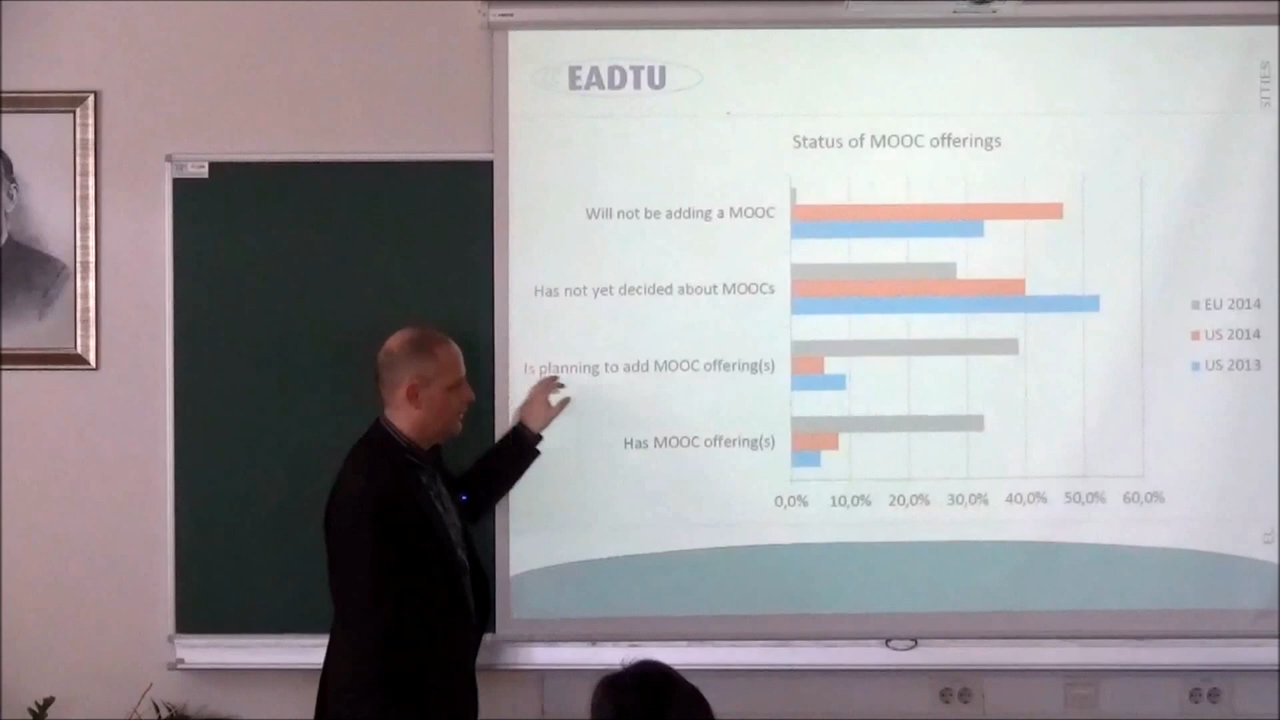 EADTU
SITIES
Status of MOOC offerings
Will not be adding a MOOC
Has not yet decided about MOOCs
Is planning to add MOOC offering(s)
Has MOOC offering(s)
0,0% 10,0% 20,0% 30,0% 40,0% 50,0% 60,0%
EU 2014
US 2014
US 2013